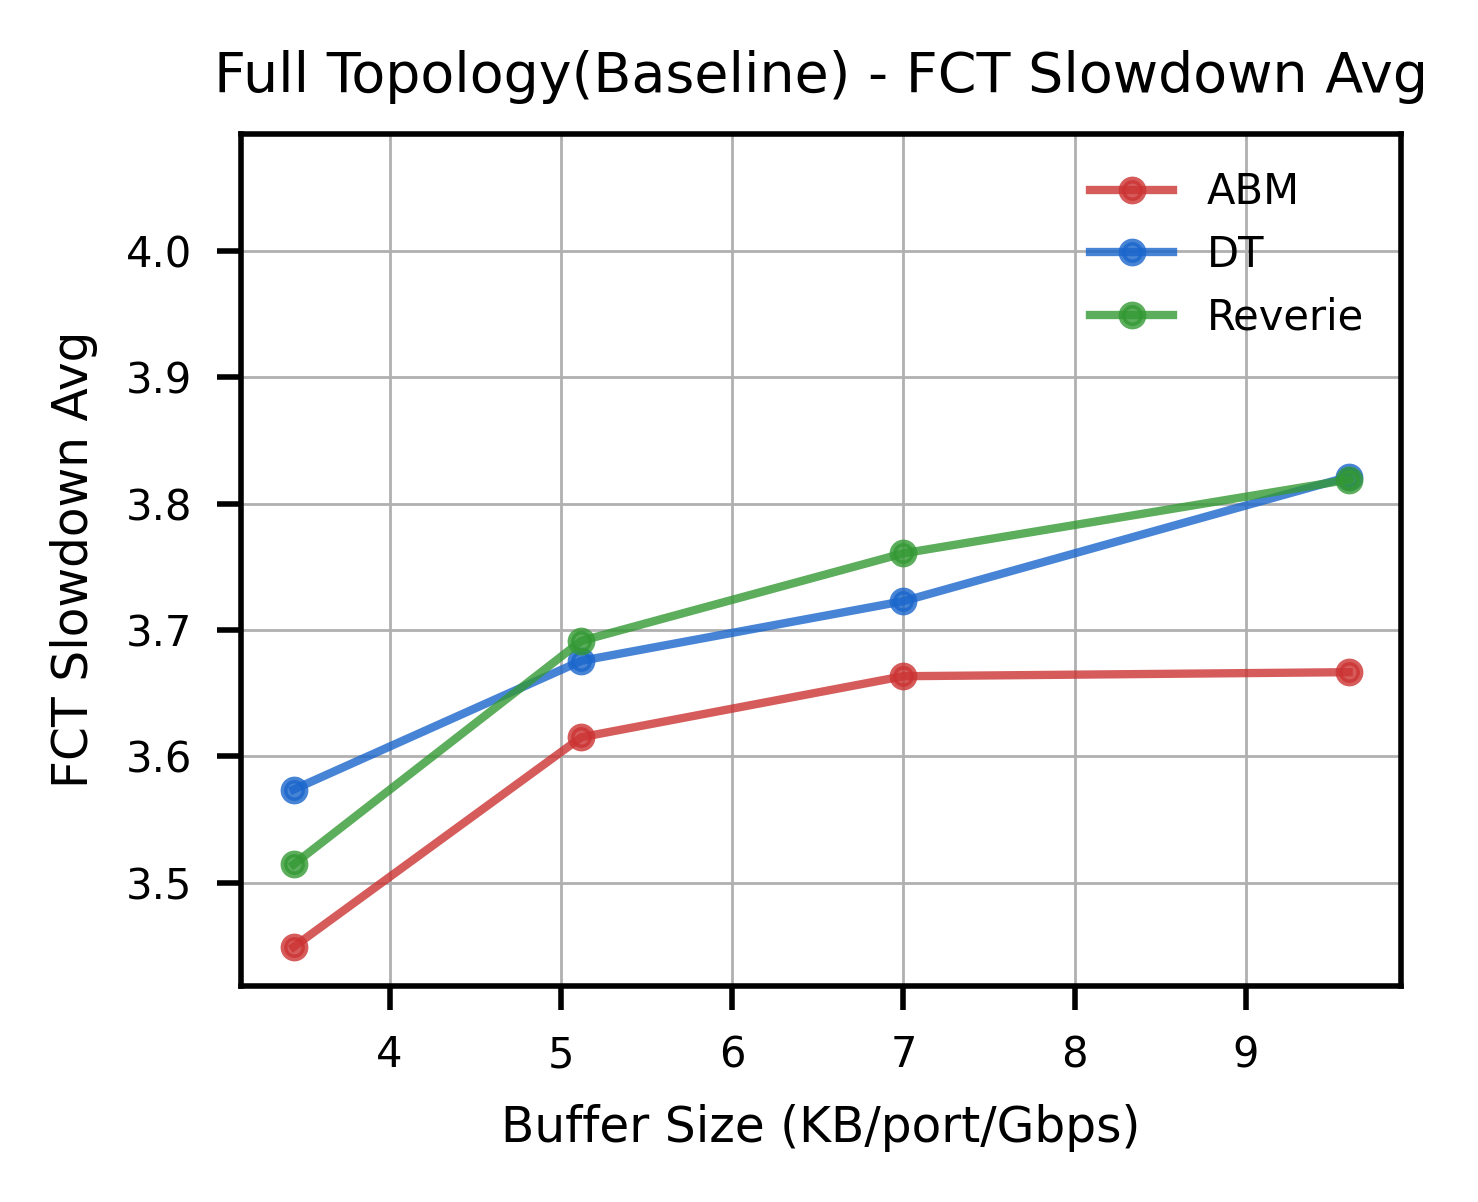 Full Topology(Baseline) - FCT Slowdown Avg
ABM
DT
Reverie
FCT Slowdown Avg
4.0
3.9
3.8
3.7
3.6
3.5
4 5 6 7 8 9
Buffer Size (KB/port/Gbps)